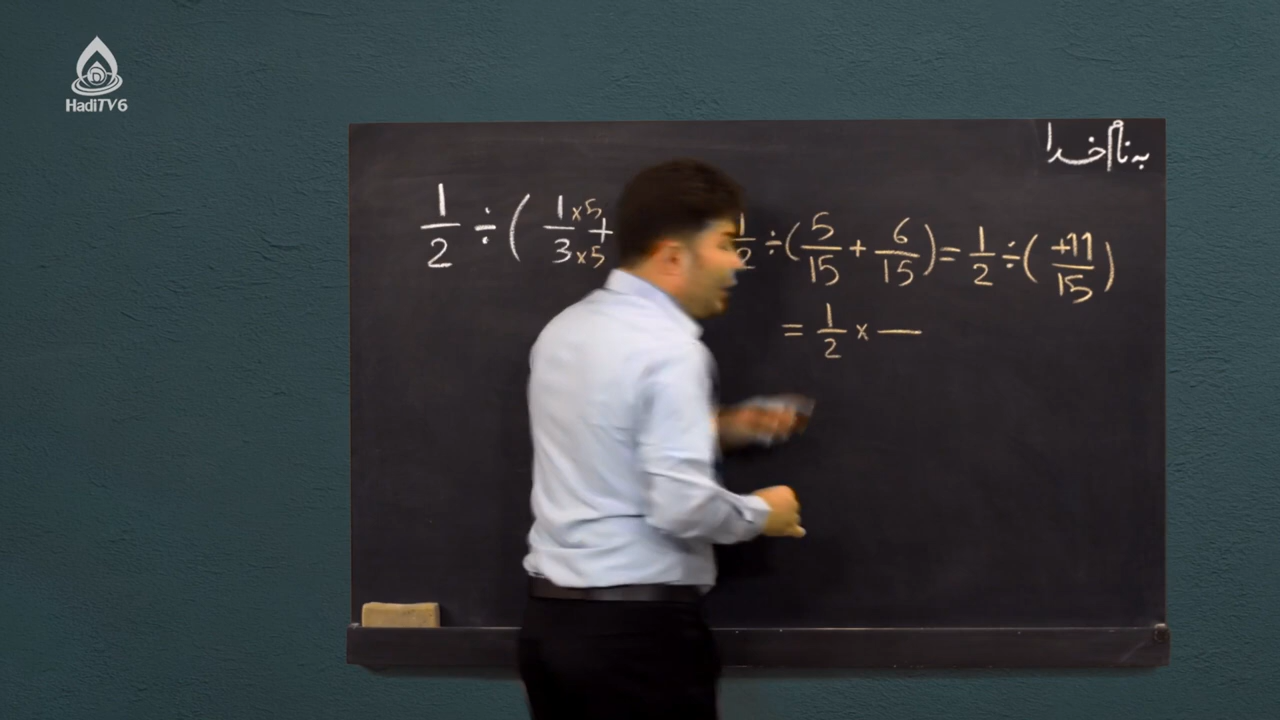 HadiTV6
به نام خدا
1/2 ÷ ( 1×5/3×5 +
1/2 ÷ ( 5/15 + 6/15 ) = 1/2 ÷ ( +11/15 )
= 1/2 × —